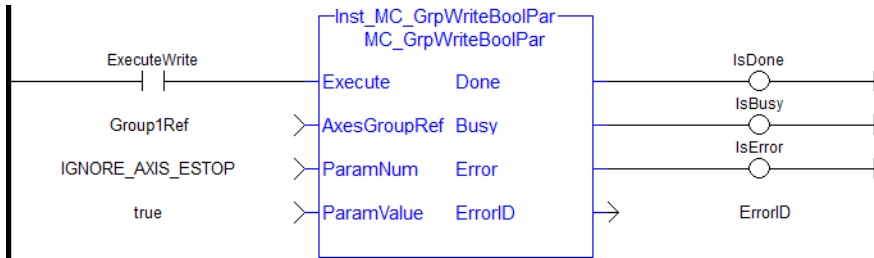 Inst_MC_GrpWriteBoolPar
MC_GrpWriteBoolPar
ExecuteWrite Execute Done IsDone
Group1Ref AxesGroupRef Busy IsBusy
IGNORE_AXIS_ESTOP ParamNum Error IsError
true ParamValue ErrorID ErrorID